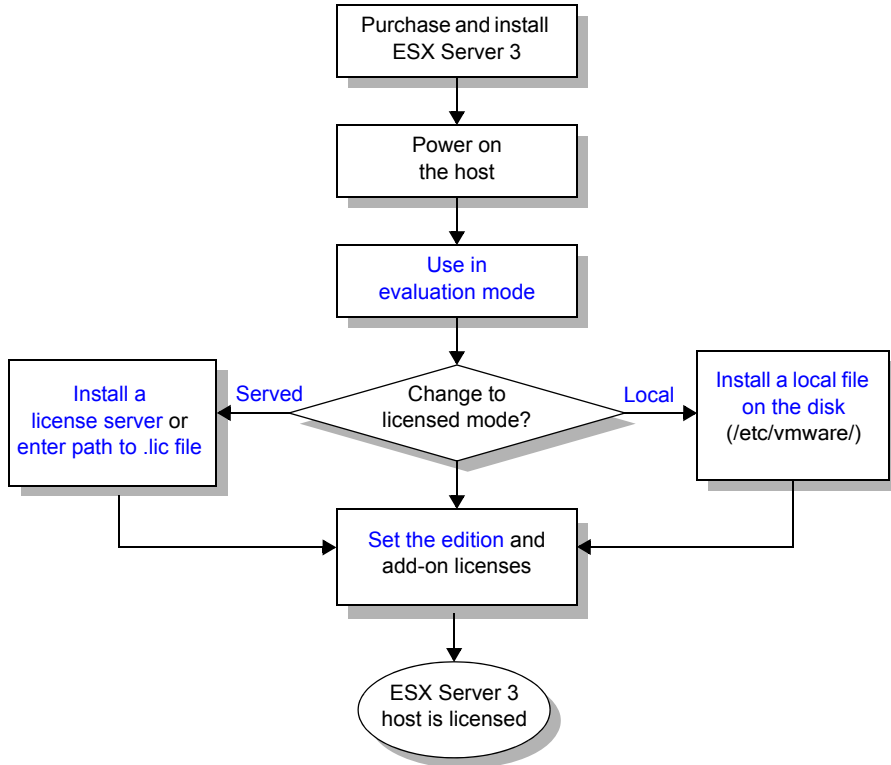 Purchase and install
ESX Server 3
Power on
the host
Use in
evaluation mode
Change to
licensed mode?
Served
Local
Install a
license server or
enter path to .lic file
Install a local file
on the disk
(/etc/vmware/)
Set the edition and
add-on licenses
ESX Server 3
host is licensed